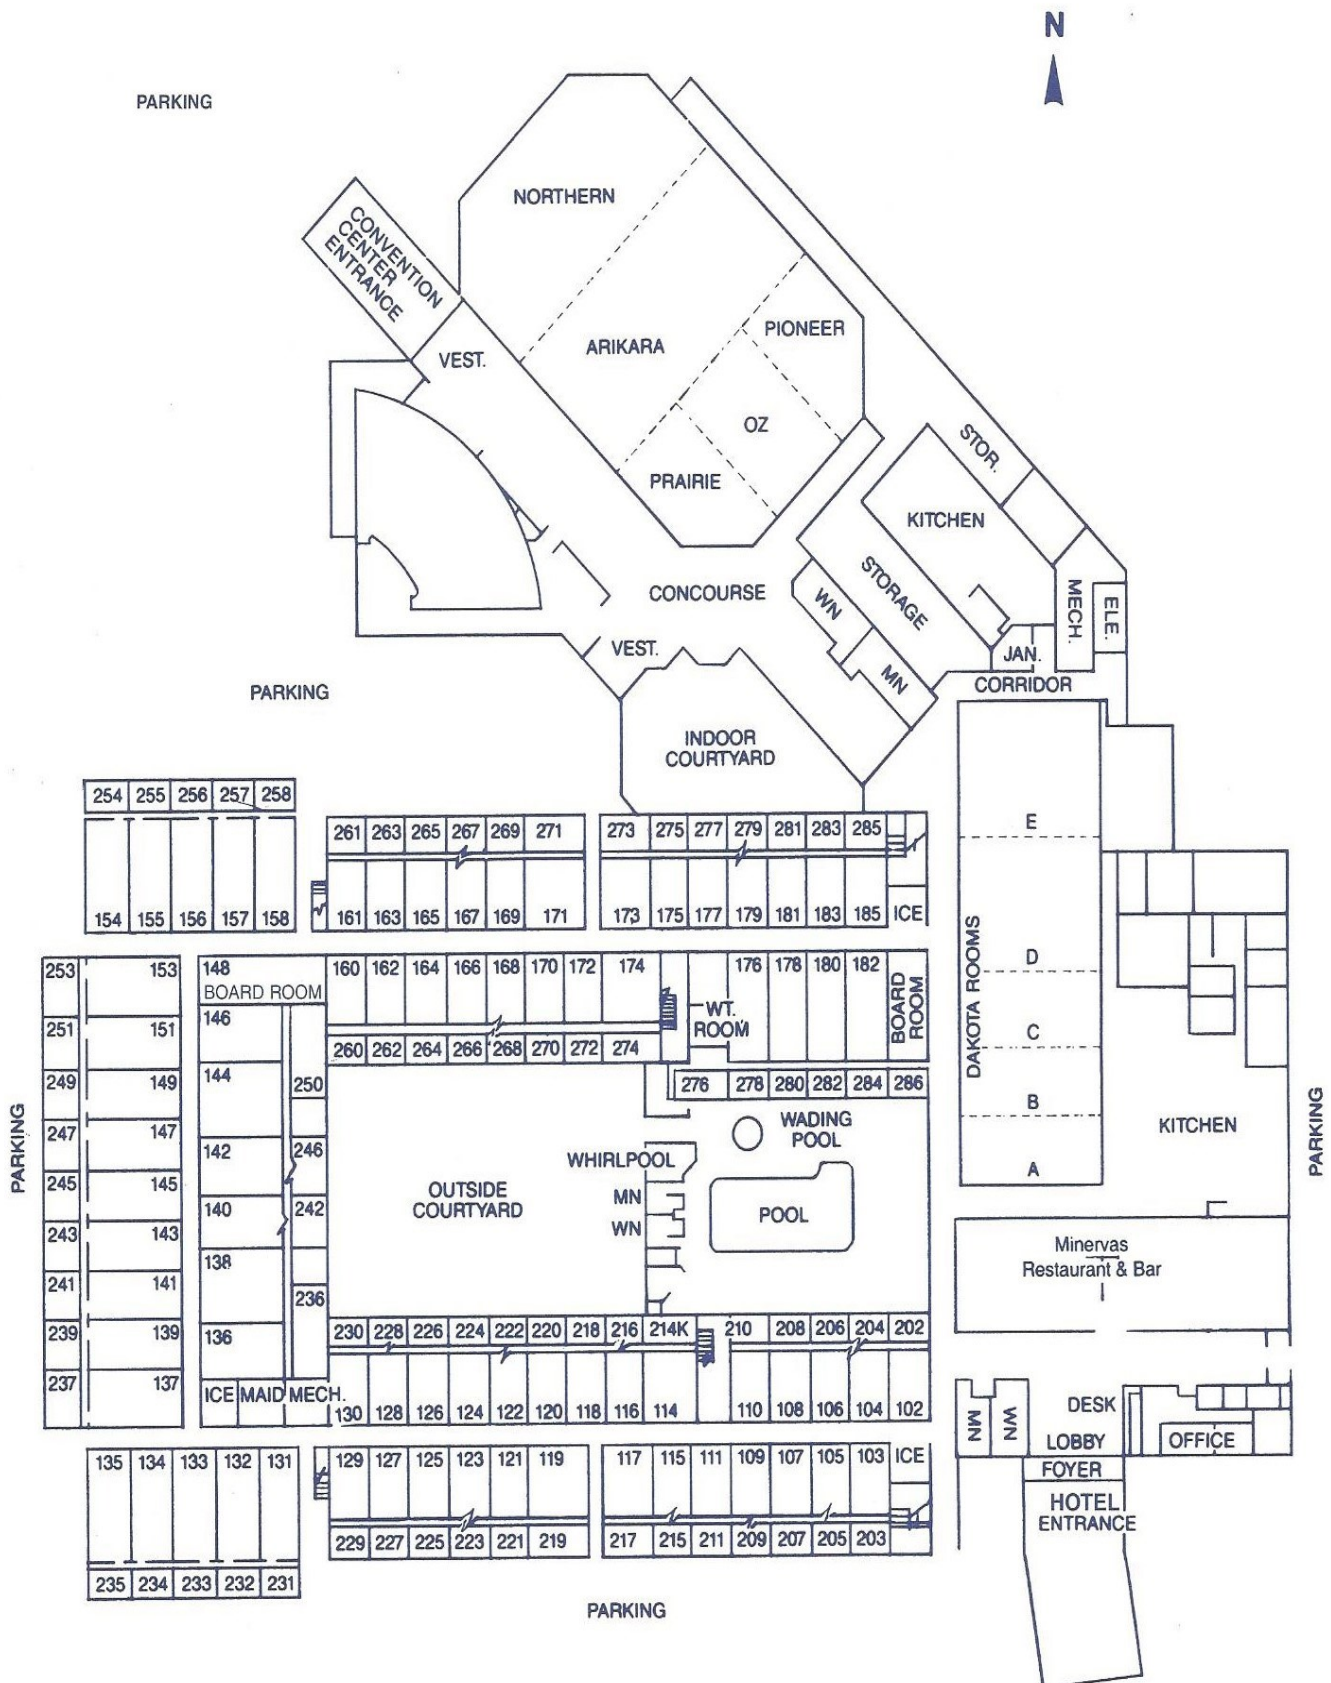 N
PARKING
NORTHERN
CONVENTION
CENTER
ENTRANCE
VEST.
ARIKARA
PIONEER
OZ
PRAIRIE
STOR.
KITCHEN
STORAGE
CONCOURSE
WN
MN
MECH.
ELE.
JAN.
VEST.
CORRIDOR
PARKING
INDOOR
COURTYARD
254 255 256 257 258
261 263 265 267 269 271 273 275 277 279 281 283 285
E
154 155 156 157 158
161 163 165 167 169 171 173 175 177 179 181 183 185 ICE
DAKOTA ROOMS
D
C
B
A
253 153
251 151
249 149
247 147
245 145
243 143
241 141
239 139
237 137
148
BOARD ROOM
146
144
142
140
138
136
250
246
242
236
ICE MAID MECH.
160 162 164 166 168 170 172 174 176 178 180 182
BOARD
ROOM
WT.
ROOM
260 262 264 266 268 270 272 274
276 278 280 282 284 286
WADING
POOL
WHIRLPOOL
MN
WN
POOL
OUTSIDE
COURTYARD
KITCHEN
PARKING
PARKING
Minervas
Restaurant & Bar
230 228 226 224 222 220 218 216 214K 210 208 206 204 202
130 128 126 124 122 120 118 116 114 110 108 106 104 102
MN
WN
DESK
LOBBY
OFFICE
FOYER
HOTEL
ENTRANCE
135 134 133 132 131
129 127 125 123 121 119 117 115 111 109 107 105 103 ICE
229 227 225 223 221 219 217 215 211 209 207 205 203
235 234 233 232 231
PARKING